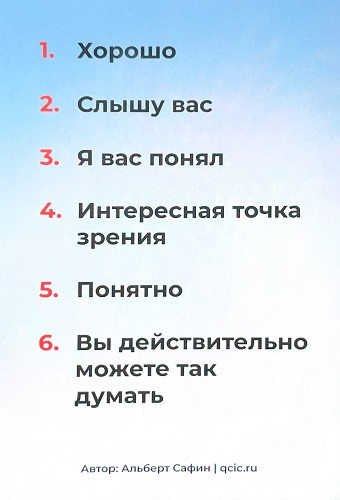 1. Хорошо
2. Слышу вас
3. Я вас понял
4. Интересная точка
зрения
5. Понятно
6. Вы действительно
можете так
думать
Автор: Альберт Сафин | qcic.ru